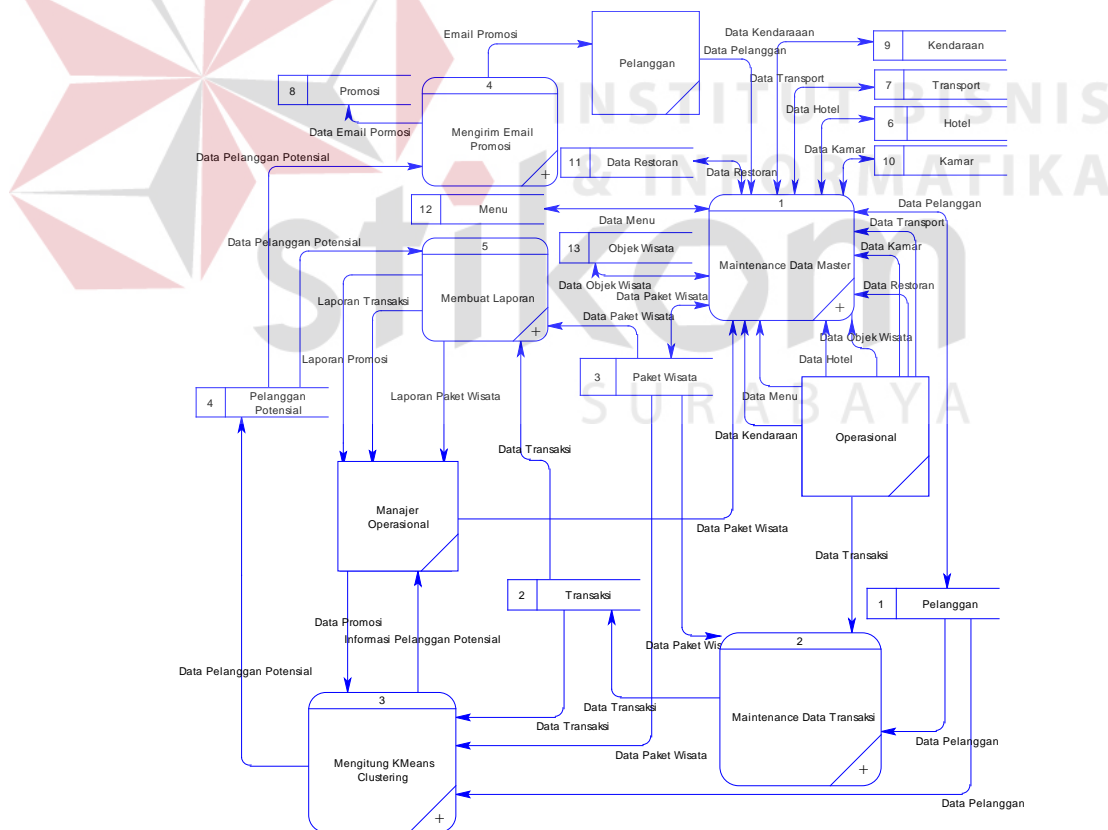 Email Promosi
Data Kendaraaan
9 Kendaraan
Data Pelanggan
Pelanggan
4
Data Transport
7 Transport
8 Promosi
INSTITUT BISNIS
Data Hotel
6 Hotel
Data Email Pormosi
Mengirim Email
Promosi
Data Kamar
Data Pelanggan Potensial
11 Data Restoran
10 Kamar
Data Restoran
& INFORMATIKA
12 Menu
1
Data Pelanggan
Data Menu
Data Transport
Data Pelanggan Potensial
5
13 Objek Wisata
Data Kamar
stikom
Maintenance Data Master
Data Objek Wisata
Data Restoran
Laporan Transaksi
Membuat Laporan
Data Paket Wisata
Data Paket Wisata
Data Objek Wisata
Laporan Promosi
Data Hotel
3 Paket Wisata
4 Pelanggan
Potensial
Laporan Paket Wisata
Data Menu
SURABAYA
Data Kendaraan
Operasional
Data Transaksi
Manajer
Operasional
Data Paket Wisata
Data Transaksi
2 Transaksi
1 Pelanggan
Data Promosi
Informasi Pelanggan Potensial
Data Paket Wis
2
Data Pelanggan Potensial
3
Data Transaksi
Maintenance Data Transaksi
Data Transaksi
Data Pelanggan
Data Paket Wisata
Mengitung KMeans
Clustering
Data Pelanggan